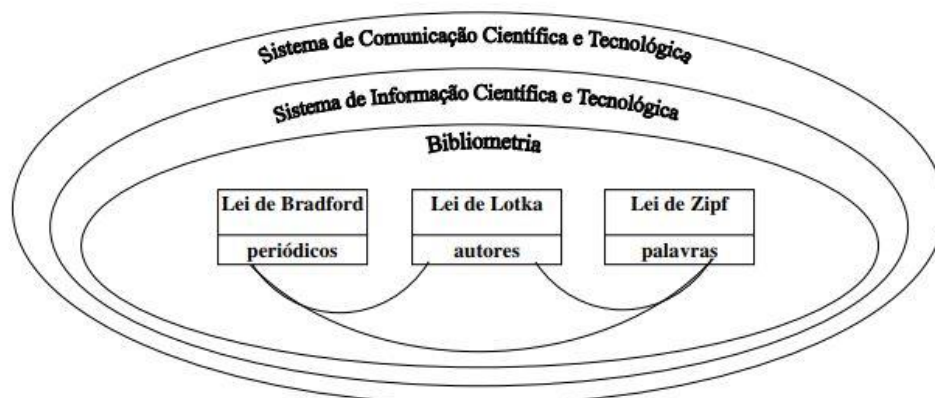 Sistema de Comunicação Científica e Tecnológica
Sistema de Informação Científica e Tecnológica
Bibliometria
Lei de Bradford
periódicos
Lei de Lotka
autores
Lei de Zipf
palavras